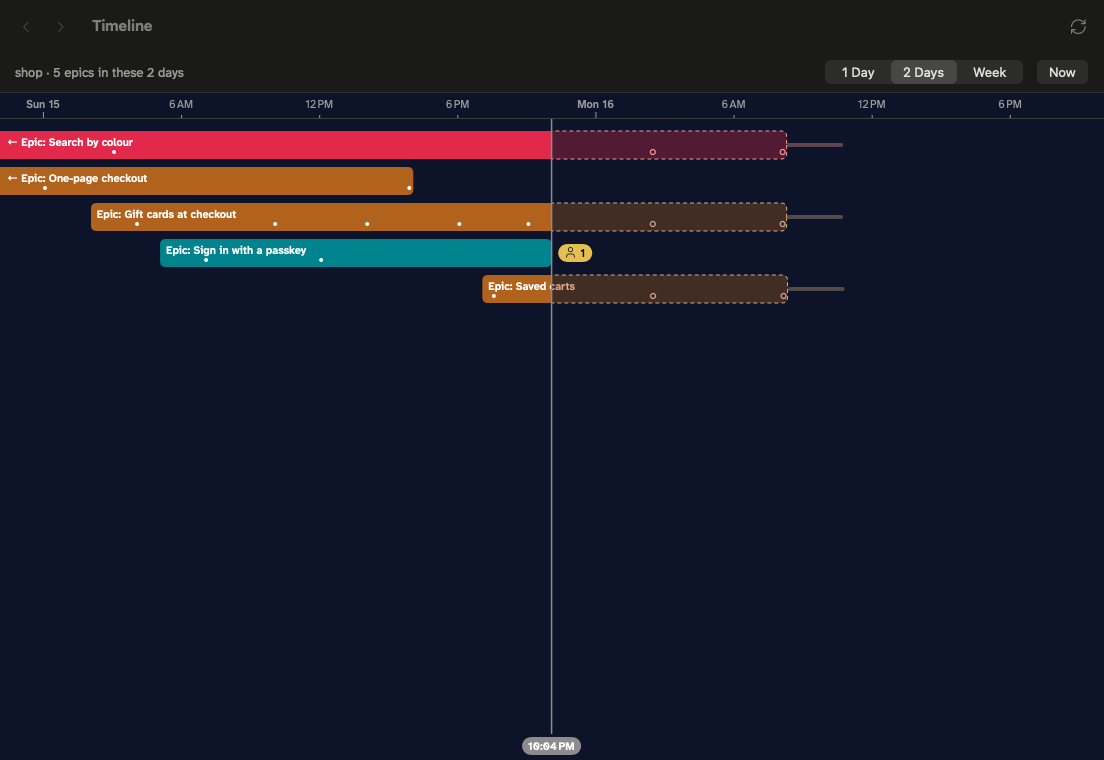 Timeline
shop · 5 epics in these 2 days
1 Day
2 Days
Week
Now
Sun 15
6 AM
12 PM
6 PM
Mon 16
6 AM
12 PM
6 PM
← Epic: Search by colour
← Epic: One-page checkout
Epic: Gift cards at checkout
Epic: Sign in with a passkey
1
Epic: Saved carts
10:04 PM